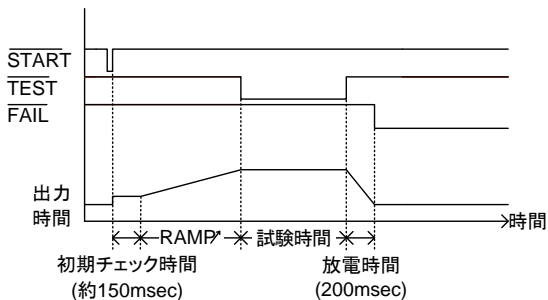 START
TEST
FAIL
出力
時間
時間
RAMP↗
試験時間
初期チェック時間
(約150msec)
放電時間
(200msec)